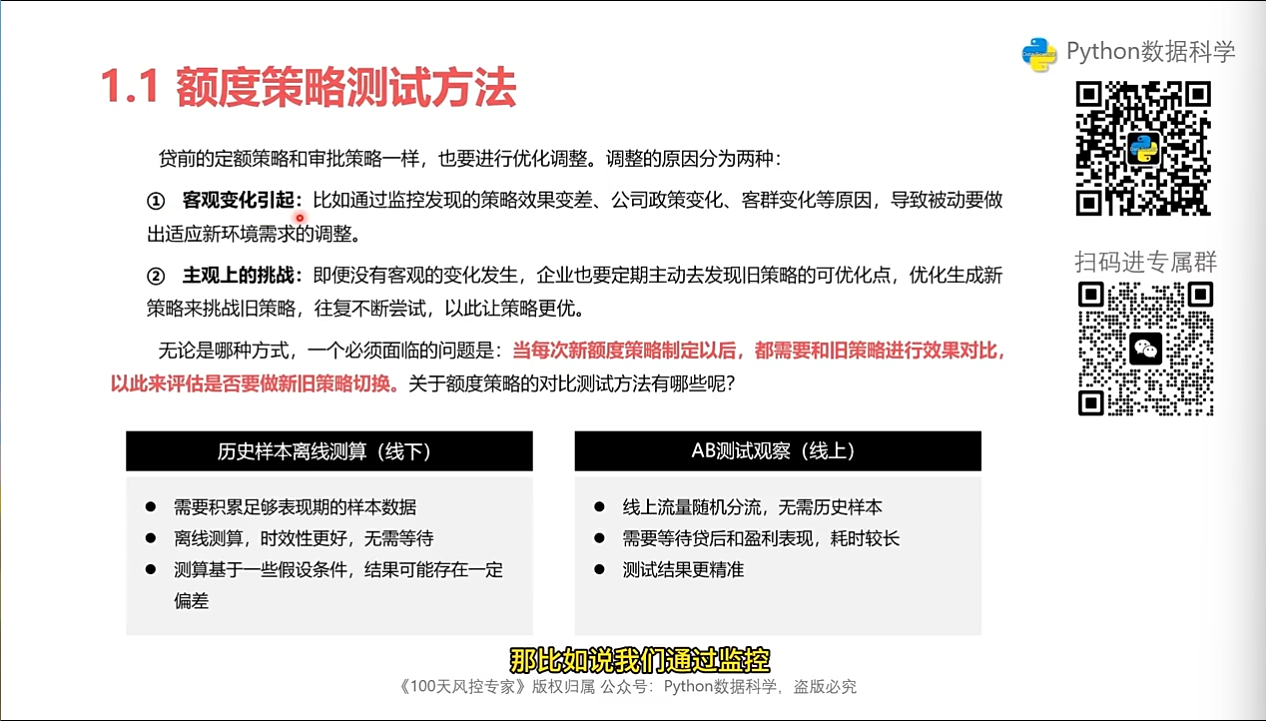 Python数据科学
1.1 额度策略测试方法
贷前的定额策略和审批策略一样，也要进行优化调整。调整的原因分为两种：
① 客观变化引起：比如通过监控发现的策略效果变差、公司政策变化、客群变化等原因，导致被动要做
出适应新环境需求的调整。
② 主观上的挑战：即便没有客观的变化发生，企业也要定期主动去发现旧策略的可优化点，优化生成新
策略来挑战旧策略，往复不断尝试，以此让策略更优。
扫码进专属群
无论是哪种方式，一个必须面临的问题是：当每次新额度策略制定以后，都需要和旧策略进行效果对比，
以此来评估是否要做新旧策略切换。关于额度策略的对比测试方法有哪些呢？
历史样本离线测算（线下）
● 需要积累足够表现期的样本数据
● 离线测算，时效性更好，无需等待
● 测算基于一些假设条件，结果可能存在一定
偏差
AB测试观察（线上）
● 线上流量随机分流，无需历史样本
● 需要等待贷后和盈利表现，耗时较长
● 测试结果更精准
那比如说我们通过监控
《100天风控专家》版权归属 公众号：Python数据科学，盗版必究